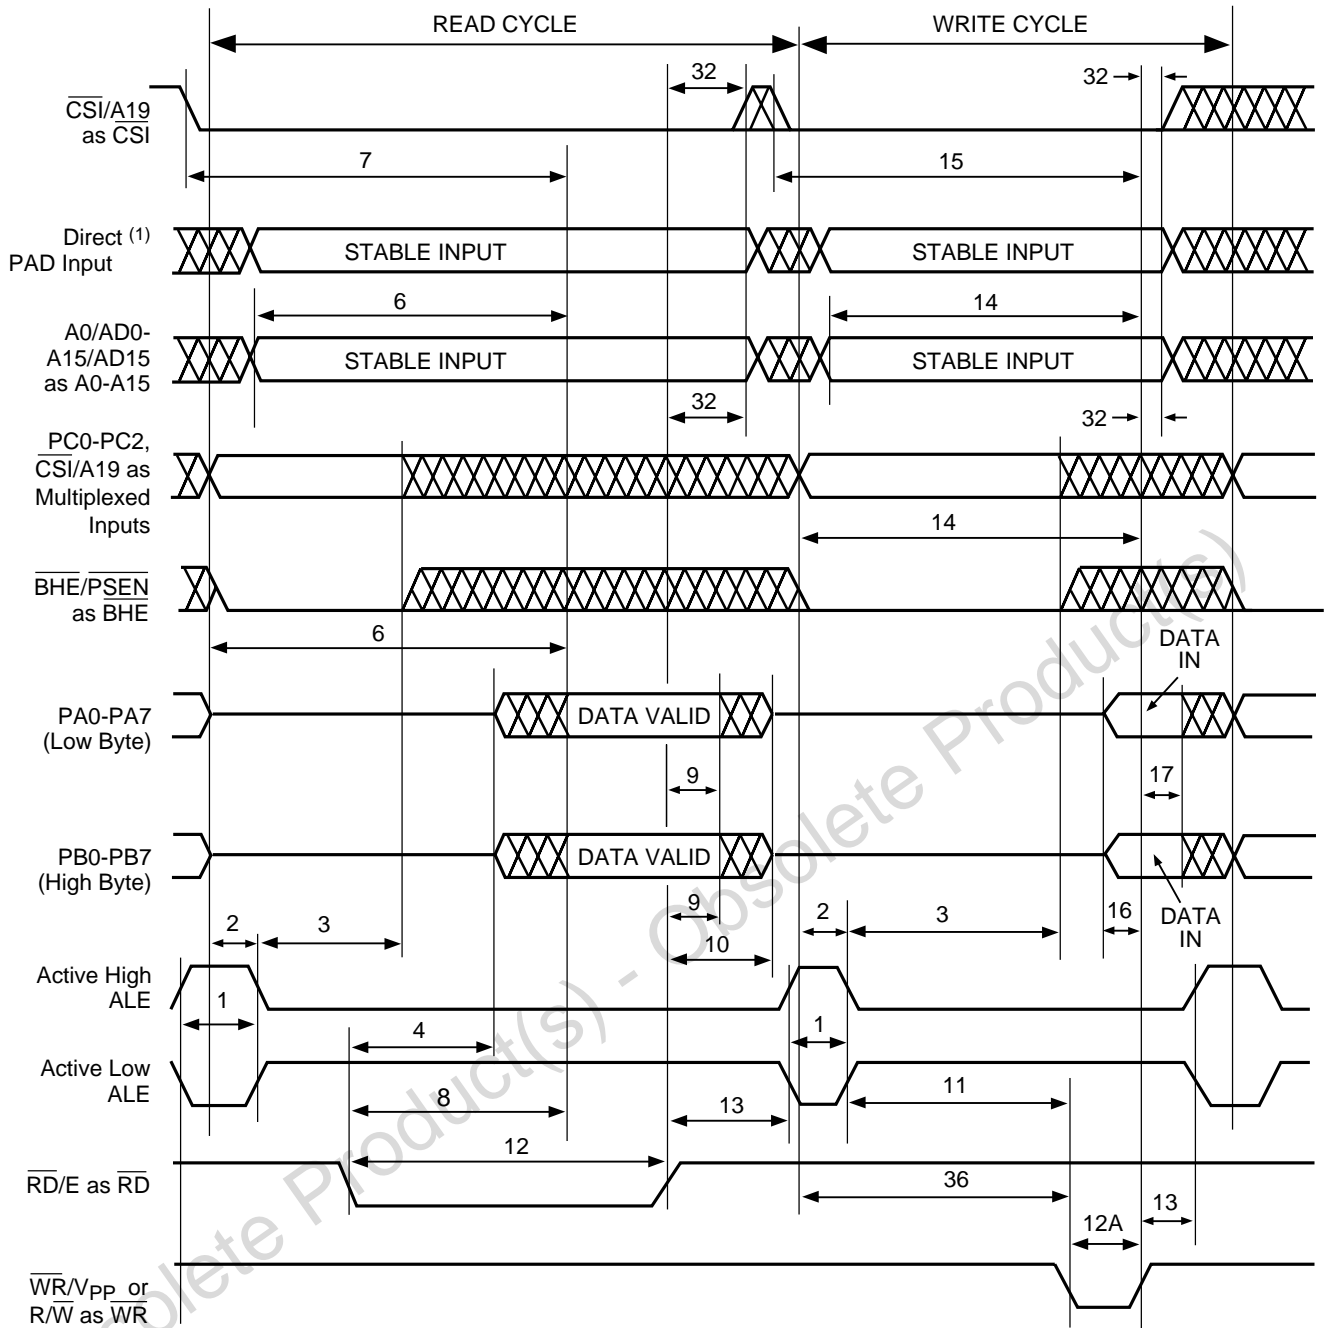 READ CYCLE
WRITE CYCLE
32
32
CSI/A19
as CSI
7
15
Direct (1)
PAD Input
STABLE INPUT
STABLE INPUT
6
14
A0/AD0-
A15/AD15
as A0-A15
STABLE INPUT
STABLE INPUT
32
32
PC0-PC2,
CSI/A19 as
Multiplexed
Inputs
14
BHE/PSEN
as BHE
6
DATA
IN
PA0-PA7
(Low Byte)
DATA VALID
9
17
PB0-PB7
(High Byte)
DATA VALID
9
2
3
2
3
16
DATA
IN
10
Active High
ALE
1
1
4
Active Low
ALE
8
13
11
12
RD/E as RD
36
12A
13
WR/VPP or
R/W as WR
Obsolete Product(s) - Obsolete Product(s)